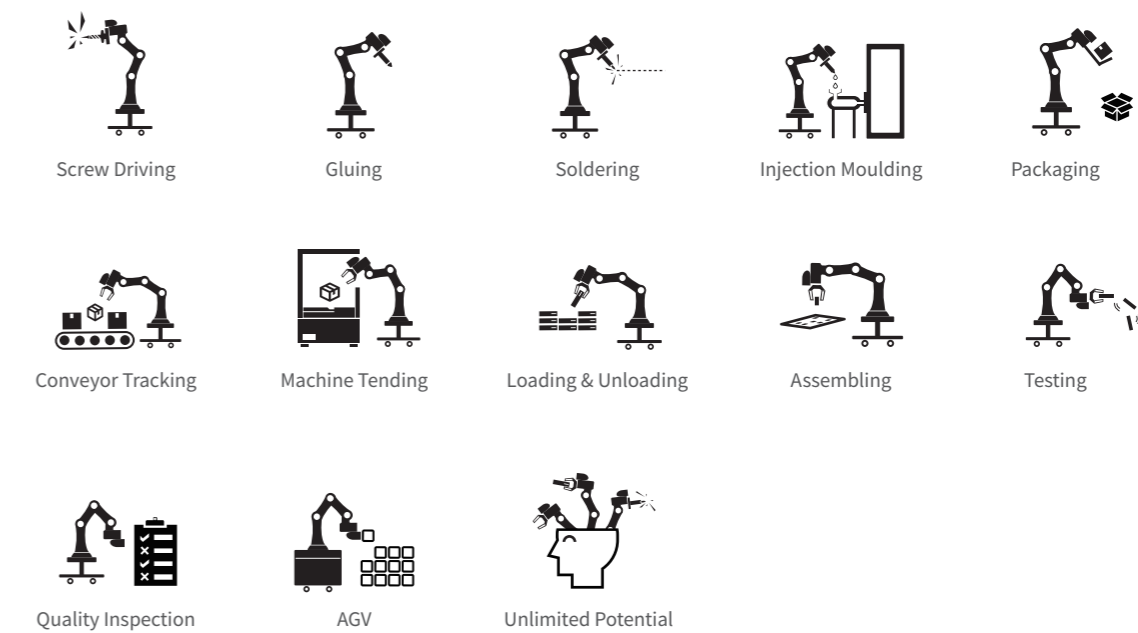 Screw Driving
Gluing
Soldering
Injection Moulding
Packaging
Conveyor Tracking
Machine Tending
Loading & Unloading
Assembling
Testing
Quality Inspection
AGV
Unlimited Potential